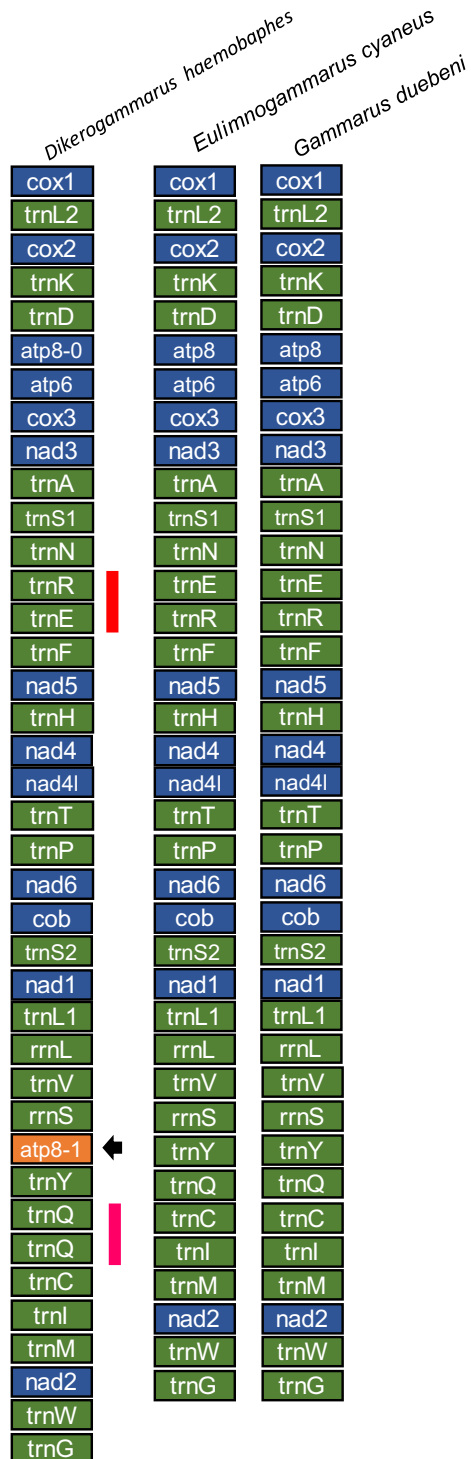 Dikerogammarus haemobaphes
Eulimnogammarus cyaneus
Gammarus duebeni
cox1
trnL2
cox2
trnK
trnD
atp8-0
atp6
cox3
nad3
trnA
trnS1
trnN
trnR
trnE
trnF
nad5
trnH
nad4
nad4l
trnT
trnP
nad6
cob
trnS2
nad1
trnL1
rrnL
trnV
rrnS
atp8-1
trnY
trnQ
trnQ
trnC
trnI
trnM
nad2
trnW
trnG
cox1
trnL2
cox2
trnK
trnD
atp8
atp6
cox3
nad3
trnA
trnS1
trnN
trnE
trnR
trnF
nad5
trnH
nad4
nad4l
trnT
trnP
nad6
cob
trnS2
nad1
trnL1
rrnL
trnV
rrnS
trnY
trnQ
trnC
trnI
trnM
nad2
trnW
trnG
cox1
trnL2
cox2
trnK
trnD
atp8
atp6
cox3
nad3
trnA
trnS1
trnN
trnE
trnR
trnF
nad5
trnH
nad4
nad4l
trnT
trnP
nad6
cob
trnS2
nad1
trnL1
rrnL
trnV
rrnS
trnY
trnQ
trnC
trnI
trnM
nad2
trnW
trnG